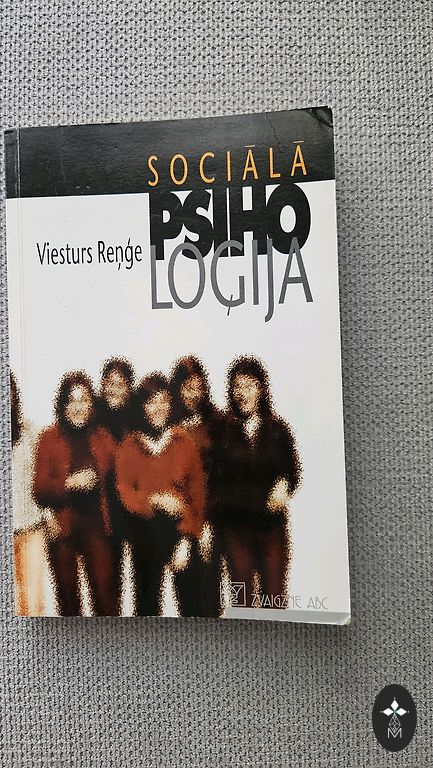 SOCIĀLĀ
PSIHO
LOĢIJA
Viesturs Reņģe
ZVAIGZNE ABC